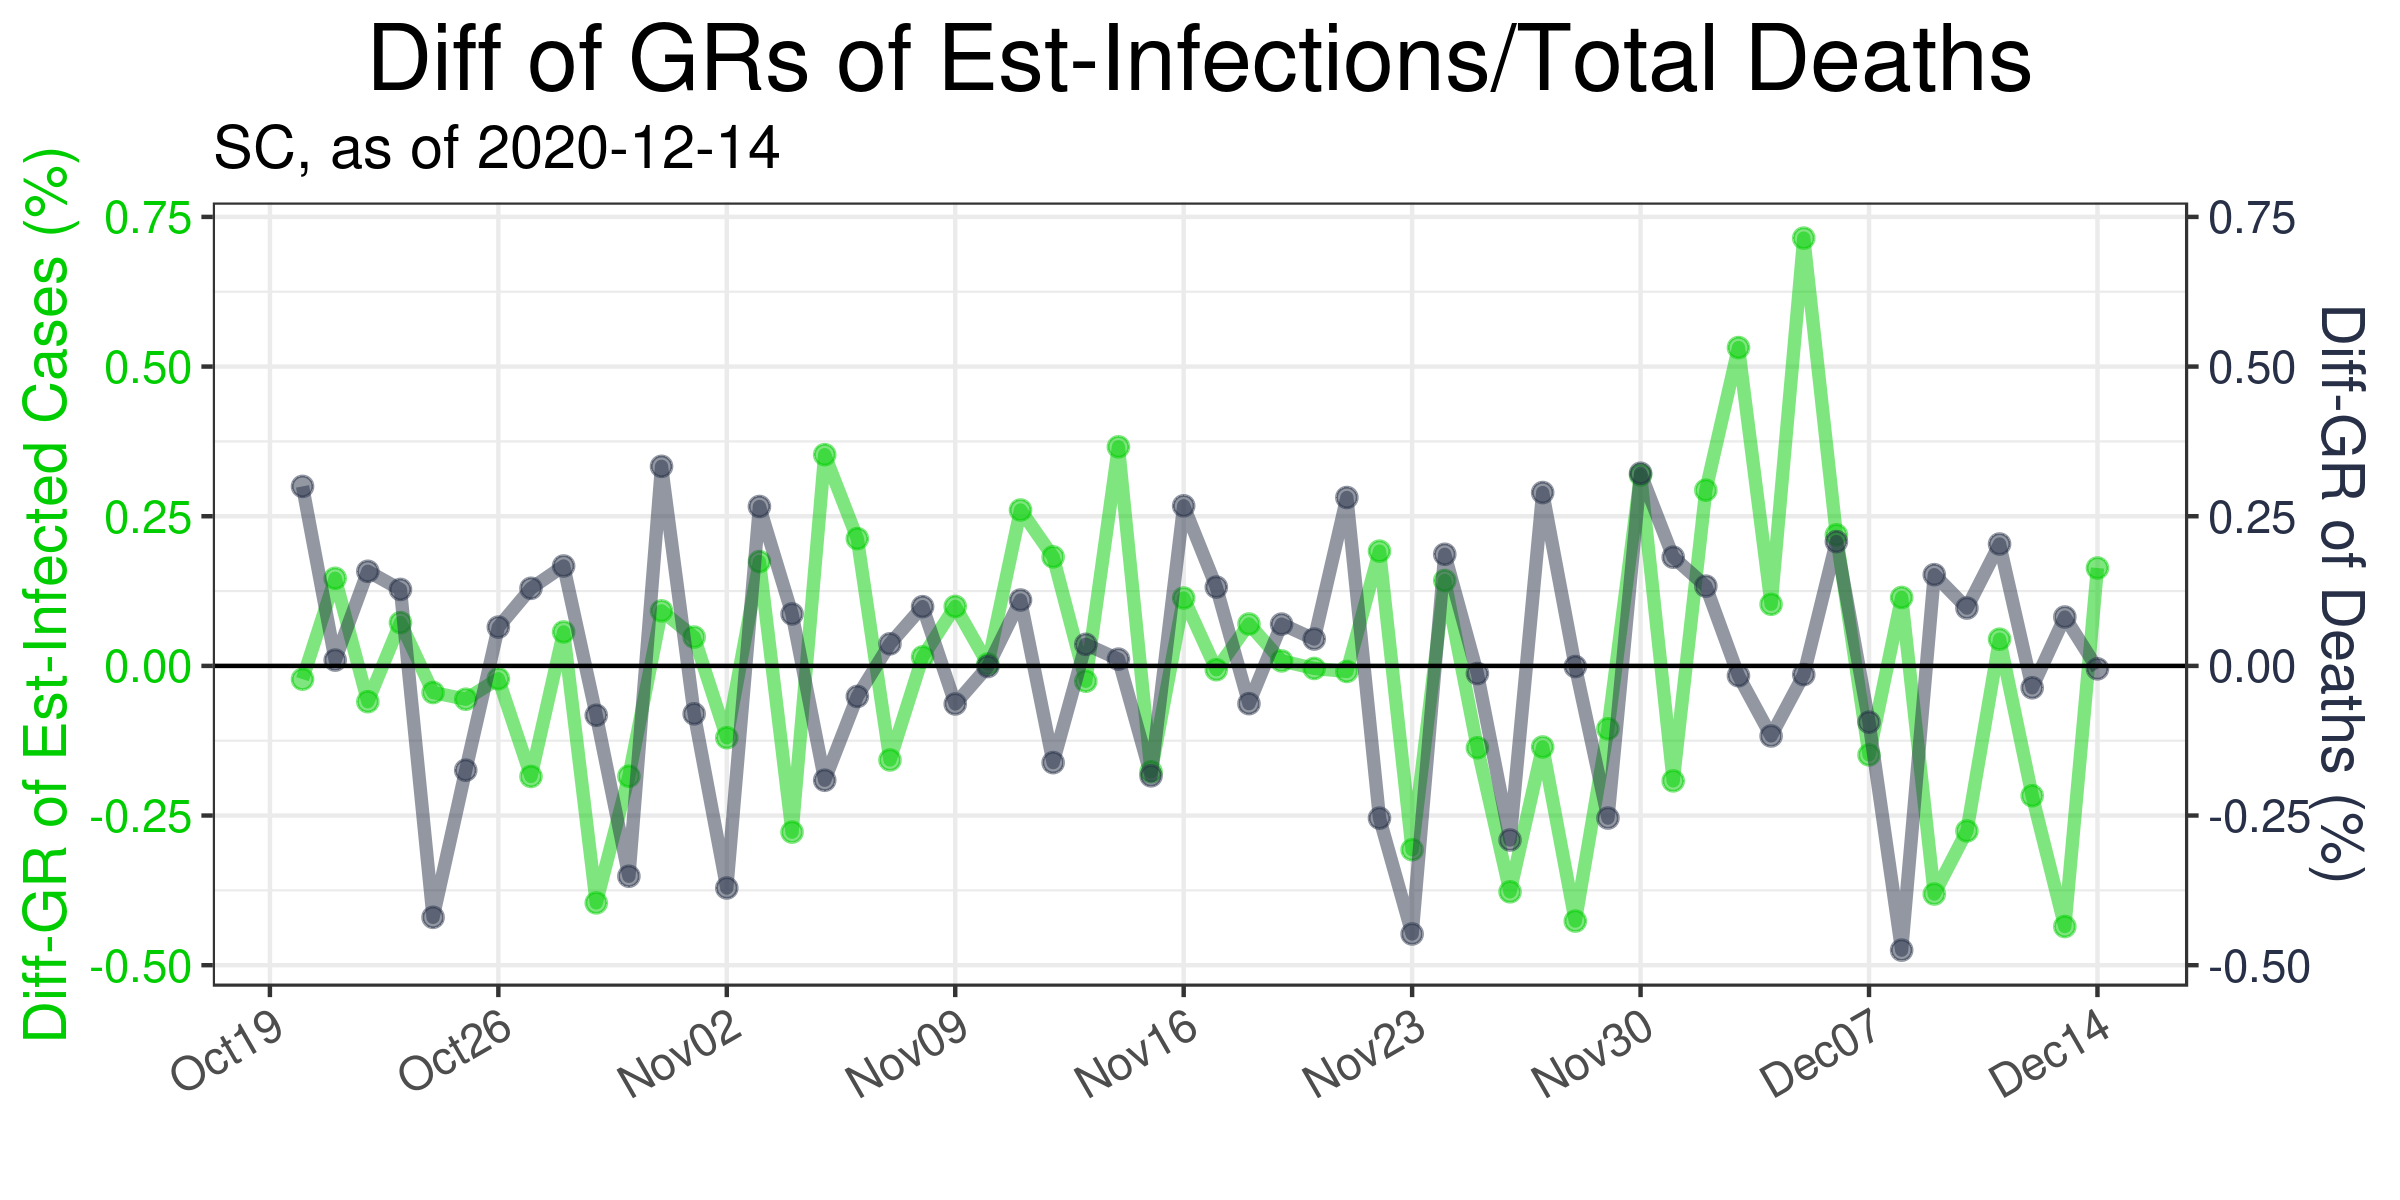 Diff of GRs of Est-Infections/Total Deaths
SC, as of 2020-12-14
Diff-GR of Est-Infected Cases (%)
0.75
0.50
0.25
0.00
-0.25
-0.50
0.75
0.50
0.25
0.00
-0.25
-0.50
Diff-GR of Deaths (%)
Oct19
Oct26
Nov02
Nov09
Nov16
Nov23
Nov30
Dec07
Dec14